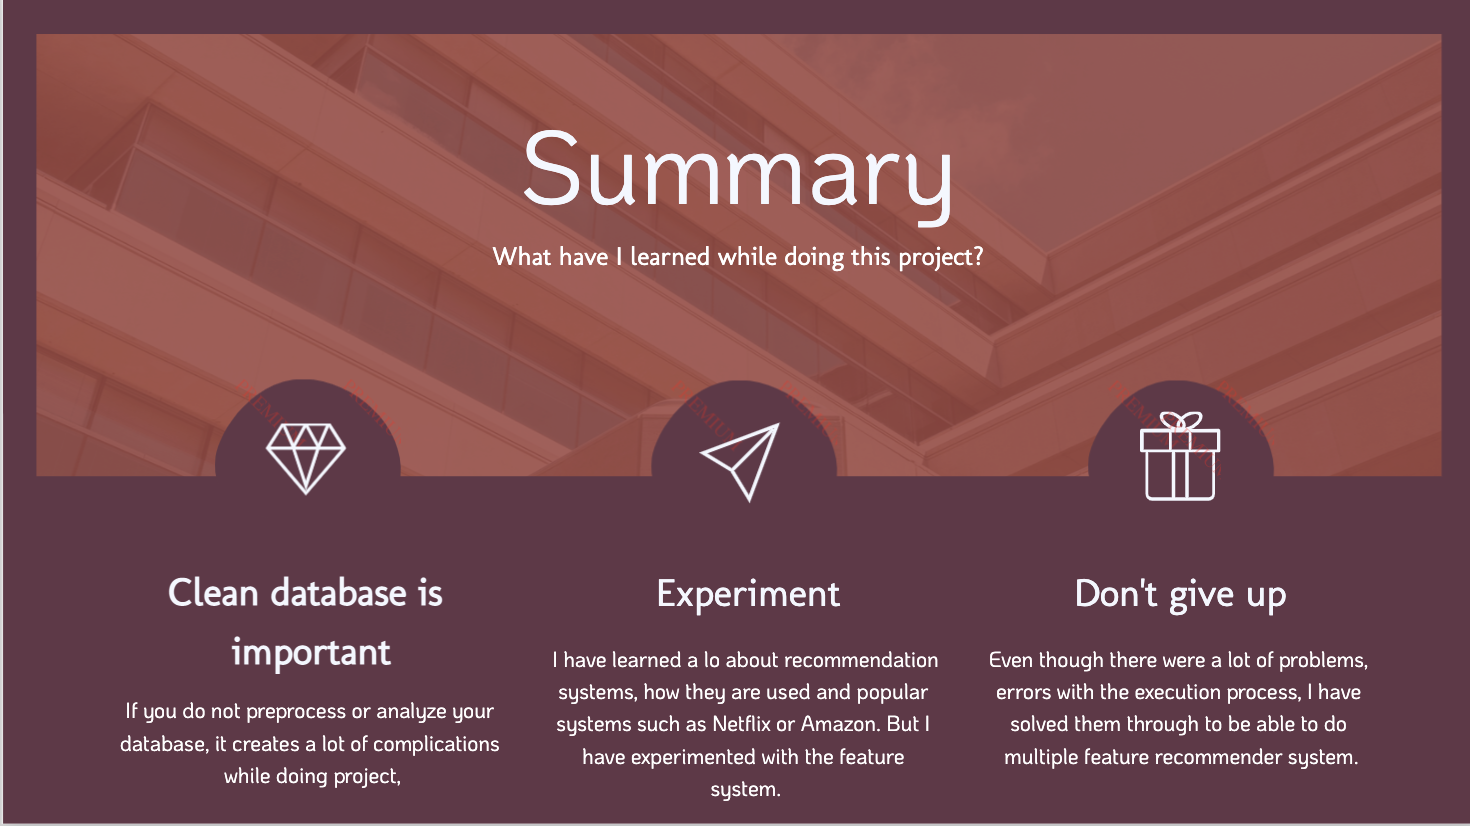 Summary
What have I learned while doing this project?
Clean database is
important
If you do not preprocess or analyze your
database, it creates a lot of complications
while doing project,
Experiment
I have learned a lo about recommendation
systems, how they are used and popular
systems such as Netflix or Amazon. But I
have experimented with the feature
system.
Don't give up
Even though there were a lot of problems,
errors with the execution process, I have
solved them through to be able to do
multiple feature recommender system.